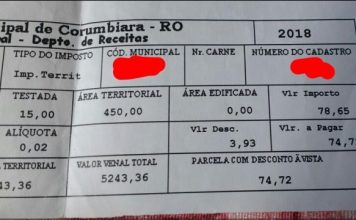 ipal de Corumbiara - RO
pal - Depto. de Receitas
2018
TIPO DO IMPOSTO CÓD. MUNICIPAL Nr. CARNE NÚMERO DO CADASTRO
Imp.Territ
TESTADA ÁREA TERRITORIAL ÁREA EDIFICADA Vlr Importo
15,00 450,00 0,00 78,65
ALÍQUOTA Vlr Desc. Vlr. a Pagar
0,02 3,93 74,7
TERRITORIAL VALOR VENAL TOTAL PARCELA COM DESCONTO À VISTA
43,36 5243,36 74,72